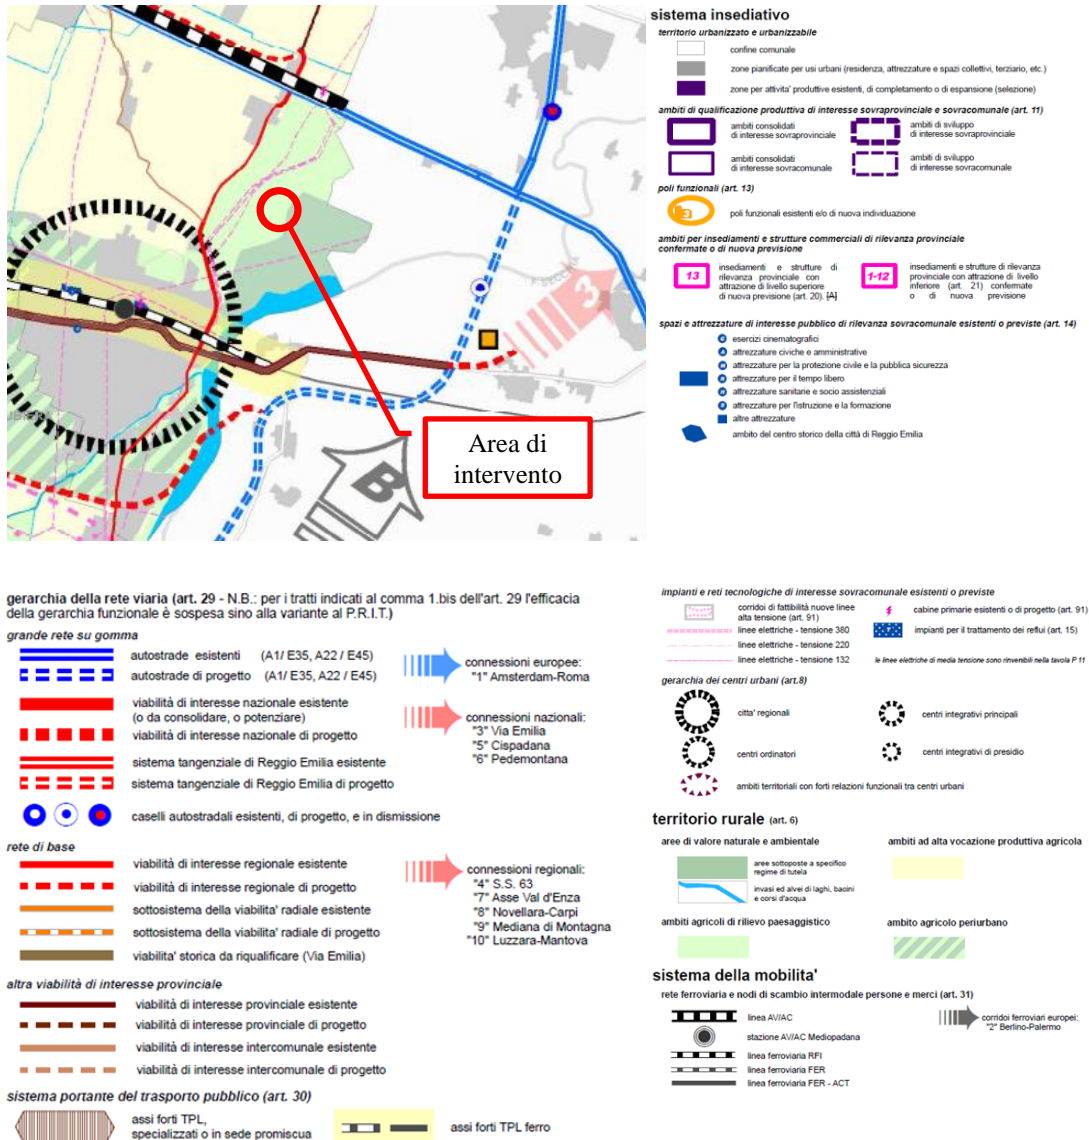 Area di
intervento
3
B
sistema insediativo
territorio urbanizzato e urbanizzabile
confine comunale
zone pianificate per usi urbani (residenza, attrezzature e spazi collettivi, terziario, etc.)
zone per attivita' produttive esistenti, di completamento o di espansione (selezione)
ambiti di qualificazione produttiva di interesse sovraprovinciale e sovracomunale (art. 11)
ambiti consolidati
di interesse sovraprovinciale
ambiti di sviluppo
di interesse sovraprovinciale
ambiti consolidati
di interesse sovracomunale
ambiti di sviluppo
di interesse sovracomunale
poli funzionali (art. 13)
poli funzionali esistenti e/o di nuova individuazione
ambiti per insediamenti e strutture commerciali di rilevanza provinciale
confermate o di nuova previsione
13
insediamenti e strutture di
rilevanza provinciale con
attrazione di livello superiore
di nuova previsione (art. 20). [A]
1-12
insediamenti e strutture di rilevanza
provinciale con attrazione di livello
inferiore (art. 21) confermate
o di nuova previsione
spazi e attrezzature di interesse pubblico di rilevanza sovracomunale esistenti o previste (art. 14)
esercizi cinematografici
attrezzature civiche e amministrative
attrezzature per la protezione civile e la pubblica sicurezza
attrezzature per il tempo libero
attrezzature sanitarie e socio assistenziali
attrezzature per l'istruzione e la formazione
altre attrezzature
ambito del centro storico della città di Reggio Emilia
gerarchia della rete viaria (art. 29 - N.B.: per i tratti indicati al comma 1.bis dell'art. 29 l'efficacia
della gerarchia funzionale è sospesa sino alla variante al P.R.I.T.)
grande rete su gomma
autostrade esistenti (A1/ E35, A22 / E45)
autostrade di progetto (A1/ E35, A22 / E45)
connessioni europee:
"1" Amsterdam-Roma
viabilità di interesse nazionale esistente
(o da consolidare, o potenziare)
viabilità di interesse nazionale di progetto
connessioni nazionali:
"3" Via Emilia
"5" Cispadana
"6" Pedemontana
sistema tangenziale di Reggio Emilia esistente
sistema tangenziale di Reggio Emilia di progetto
caselli autostradali esistenti, di progetto, e in dismissione
rete di base
viabilità di interesse regionale esistente
viabilità di interesse regionale di progetto
sottosistema della viabilita' radiale esistente
sottosistema della viabilita' radiale di progetto
viabilita' storica da riqualificare (Via Emilia)
connessioni regionali:
"4" S.S. 63
"7" Asse Val d'Enza
"8" Novellara-Carpi
"9" Mediana di Montagna
"10" Luzzara-Mantova
altra viabilità di interesse provinciale
viabilità di interesse provinciale esistente
viabilità di interesse provinciale di progetto
viabilità di interesse intercomunale esistente
viabilità di interesse intercomunale di progetto
sistema portante del trasporto pubblico (art. 30)
assi forti TPL,
specializzati o in sede promiscua
assi forti TPL ferro
impianti e reti tecnologiche di interesse sovracomunale esistenti o previste
corridoi di fattibilità nuove linee
alta tensione (art. 91)
linee elettriche - tensione 380
linee elettriche - tensione 220
linee elettriche - tensione 132
cabine primarie esistenti o di progetto (art. 91)
impianti per il trattamento dei reflui (art. 15)
le linee elettriche di media tensione sono rinvenibili nella tavola P 11
gerarchia dei centri urbani (art.8)
citta' regionali
centri integrativi principali
centri ordinatori
centri integrativi di presidio
ambiti territoriali con forti relazioni funzionali tra centri urbani
territorio rurale (art. 6)
aree di valore naturale e ambientale
ambiti ad alta vocazione produttiva agricola
aree sottoposte a specifico
regime di tutela
invasi ed alvei di laghi, bacini
e corsi d'acqua
ambiti agricoli di rilievo paesaggistico
ambito agricolo periurbano
sistema della mobilita'
rete ferroviaria e nodi di scambio intermodale persone e merci (art. 31)
linea AV/AC
stazione AV/AC Mediopadana
linea ferroviaria RFI
linea ferroviaria FER
linea ferroviaria FER - ACT
corridoi ferroviari europei:
"2" Berlino-Palermo